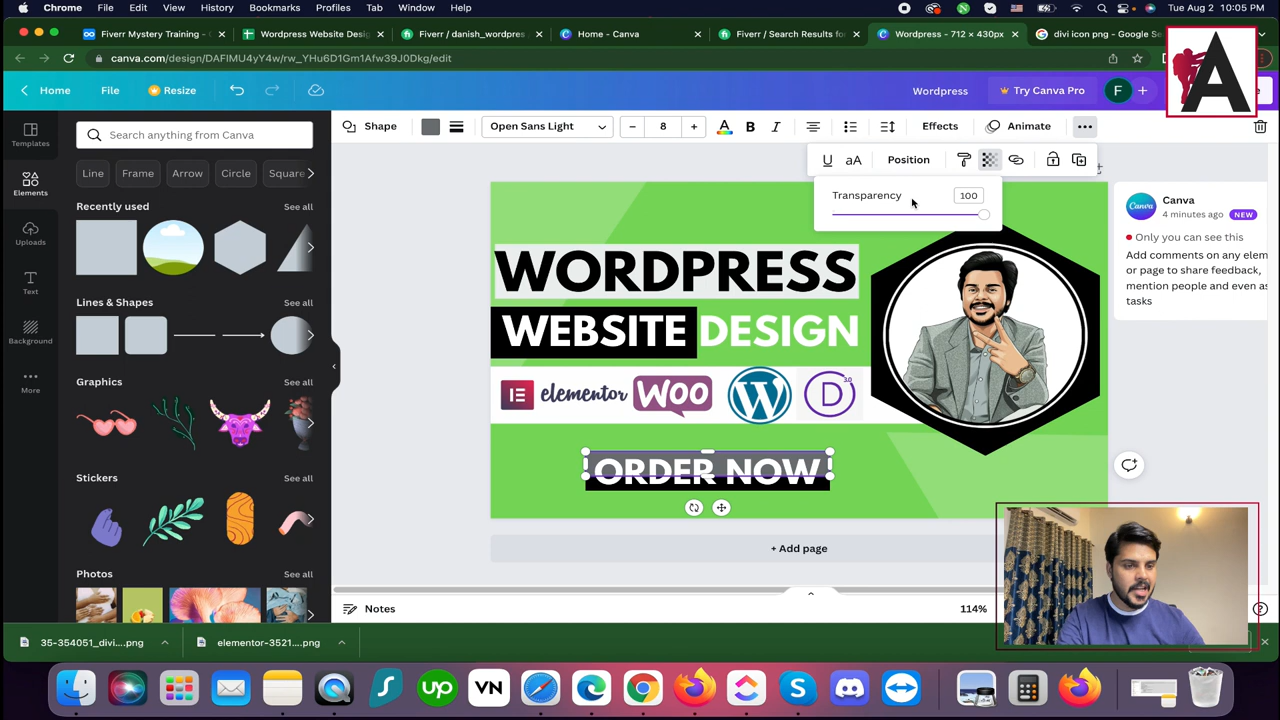 Chrome File Edit View History Bookmarks Profiles Tab Window Help
Tue Aug 2 10:05 PM
Fiverr Mystery Training - Wordpress Website Desig Fiverr / danish_wordpres Home - Canva Fiverr / Search Results for Wordpress - 712 × 430px divi icon png - Google Se
canva.com/design/DAFIMU4yY4w/rw_YHu6D1Gm1Afw39J0Dkg/edit
A
Home File Resize Wordpress Try Canva Pro F +
Templates
Elements
Uploads
Text
Background
More
Search anything from Canva
Line Frame Arrow Circle Square
Recently used See all
Lines & Shapes See all
Graphics See all
Stickers See all
Photos See all
Shape Open Sans Light − 8 + A B I Effects Animate
U aA Position
Transparency 100
WORDPRESS
WEBSITE DESIGN
elementor WOO W D 3.0
ORDER NOW
Canva
4 minutes ago NEW
Only you can see this
Add comments on any elem
or page to share feedback,
mention people and even as
tasks
+ Add page
Notes 114%
35-354051_divi....png elementor-3521....png
Up VN